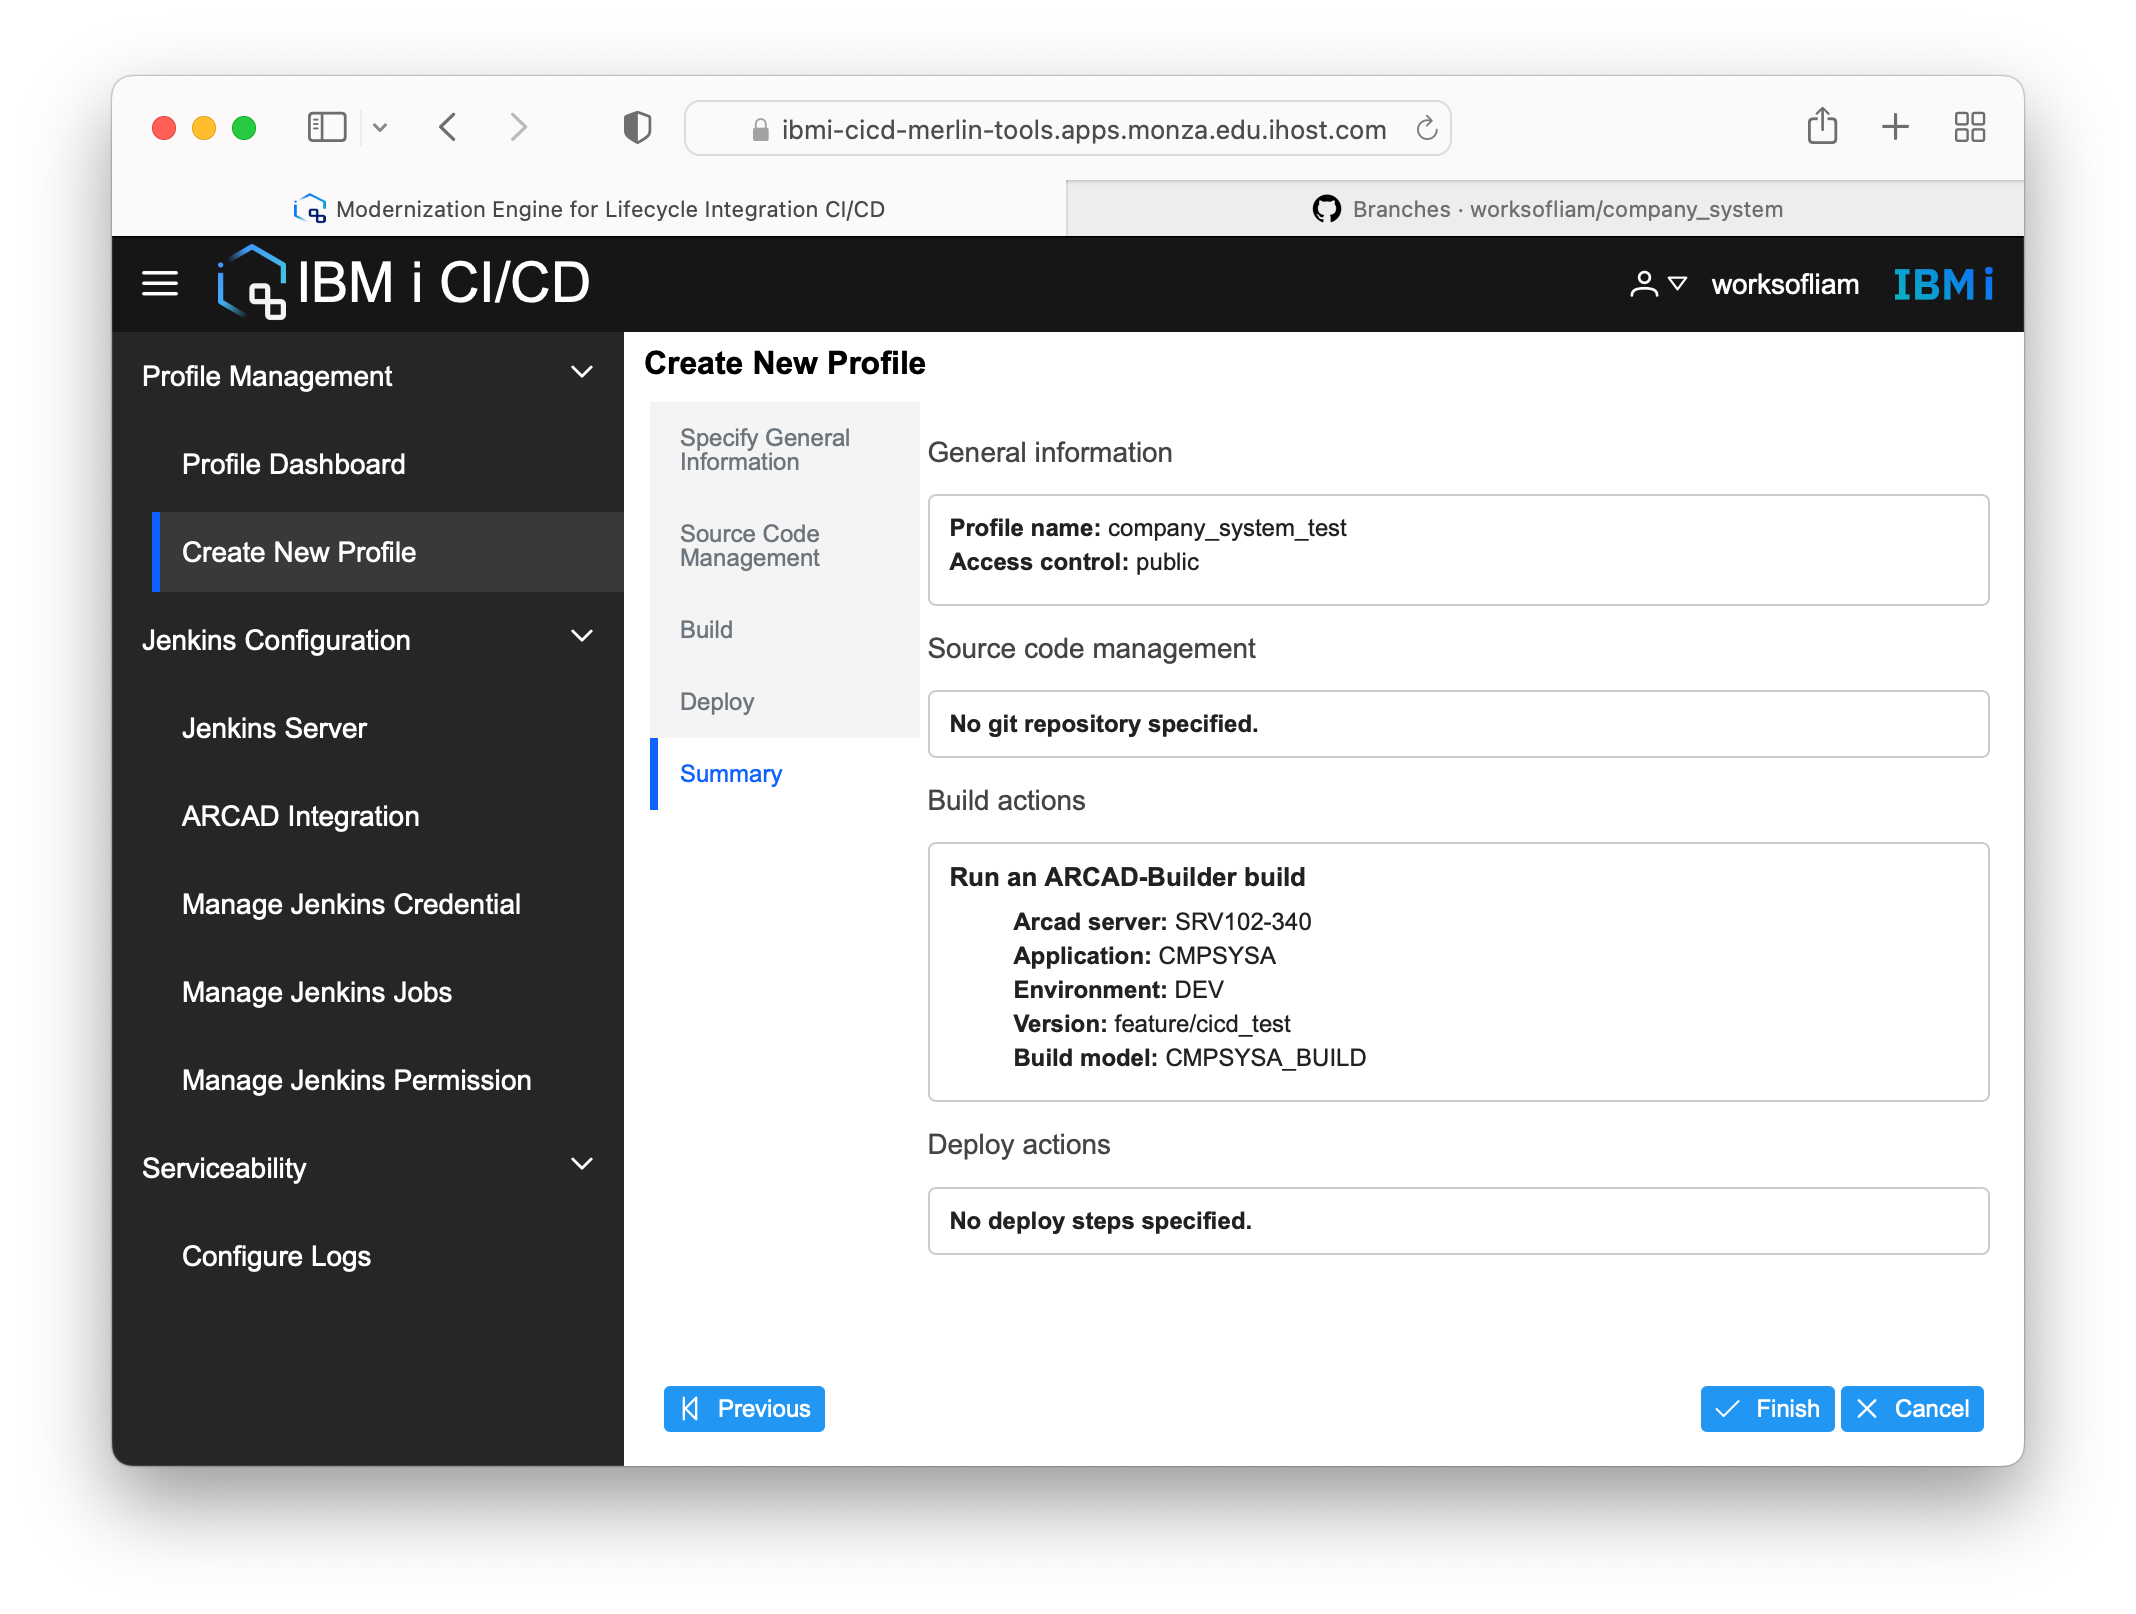 ibmi-cicd-merlin-tools.apps.monza.edu.ihost.com
Modernization Engine for Lifecycle Integration CI/CD
Branches · worksofliam/company_system
IBM i CI/CD
worksofliam
IBM i
Profile Management
Profile Dashboard
Create New Profile
Jenkins Configuration
Jenkins Server
ARCAD Integration
Manage Jenkins Credential
Manage Jenkins Jobs
Manage Jenkins Permission
Serviceability
Configure Logs
Create New Profile
Specify General
Information
Source Code
Management
Build
Deploy
Summary
General information
Profile name: company_system_test
Access control: public
Source code management
No git repository specified.
Build actions
Run an ARCAD-Builder build
Arcad server: SRV102-340
Application: CMPSYSA
Environment: DEV
Version: feature/cicd_test
Build model: CMPSYSA_BUILD
Deploy actions
No deploy steps specified.
Previous
Finish
Cancel